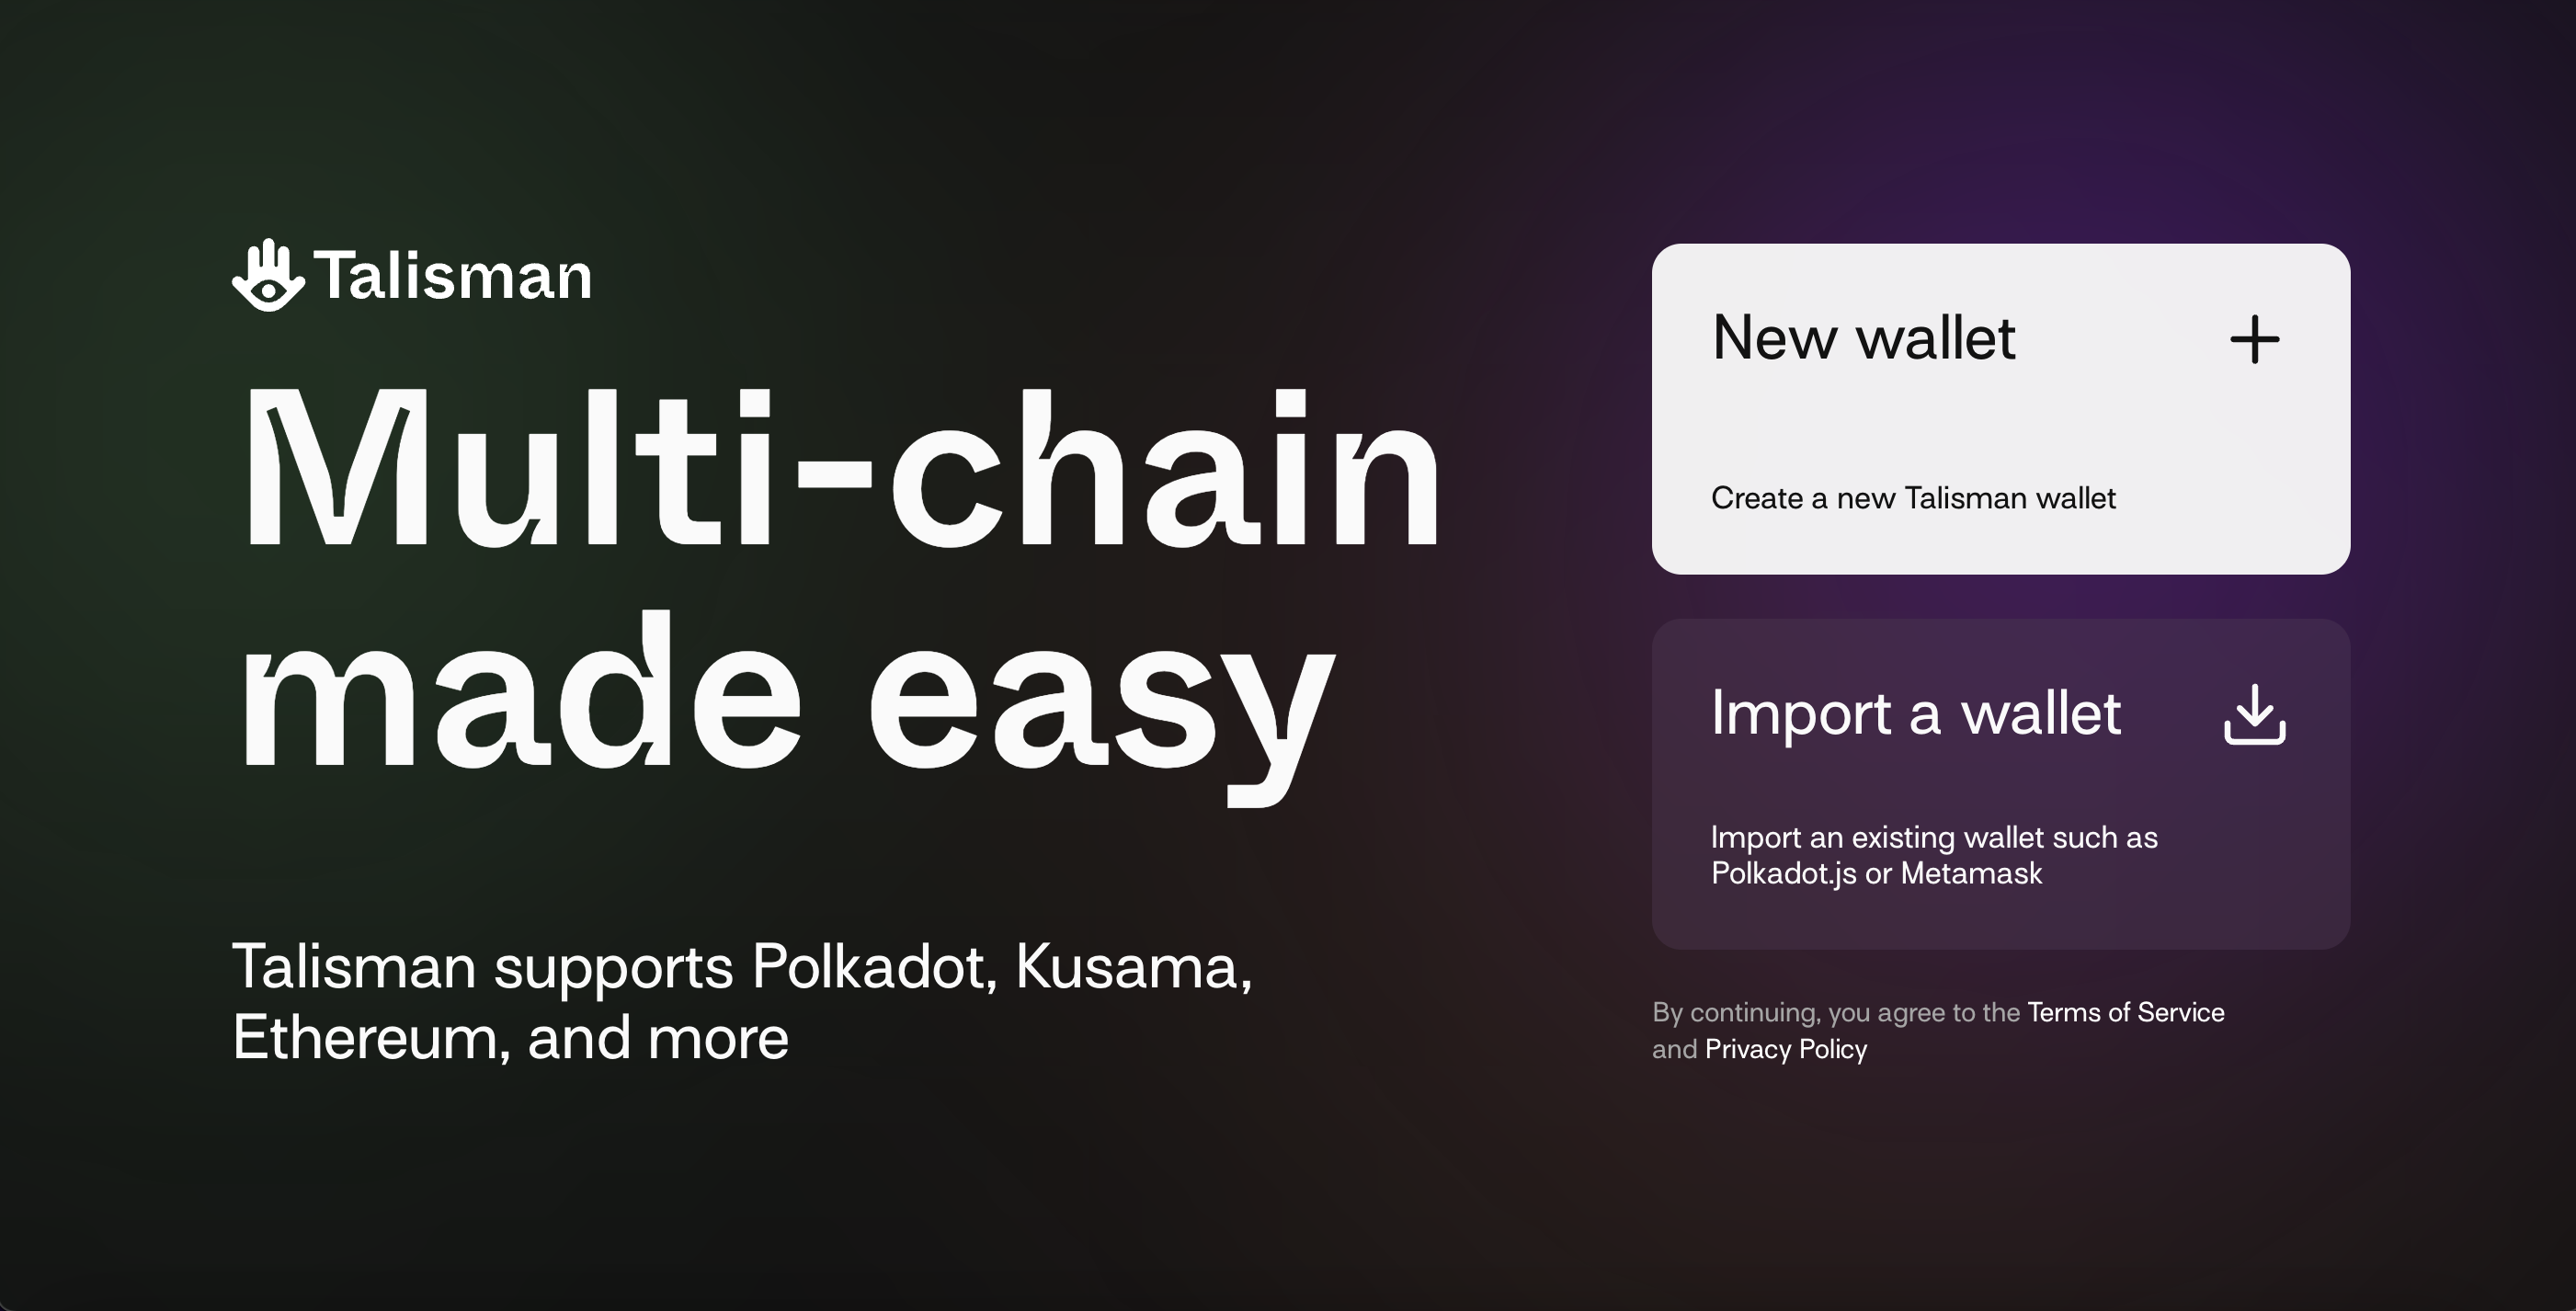 Talisman
Multi-chain
made easy
Talisman supports Polkadot, Kusama,
Ethereum, and more
New wallet
Create a new Talisman wallet
Import a wallet
Import an existing wallet such as
Polkadot.js or Metamask
By continuing, you agree to the Terms of Service
and Privacy Policy